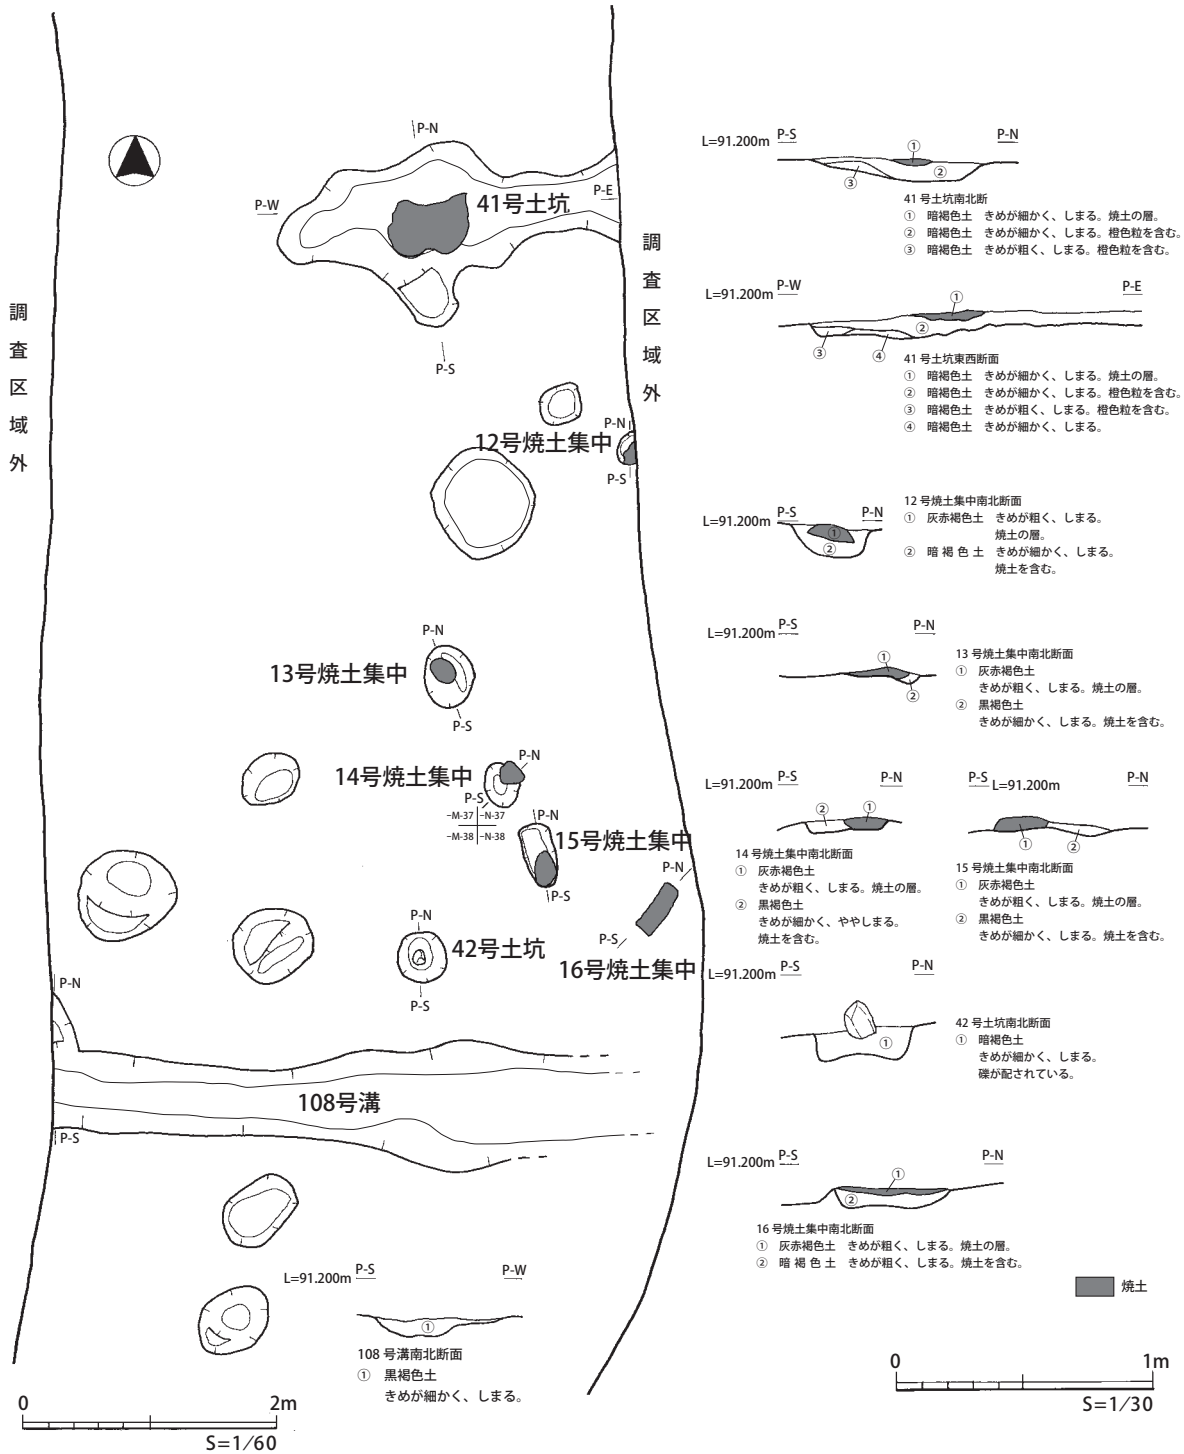 調査区域外
調査区域外
P-N
P-W
P-E
41号土坑
P-S
P-N
12号焼土集中
P-S
P-N
13号焼土集中
P-S
P-N
14号焼土集中
P-S
M-37 N-37
M-38 N-38
P-N
15号焼土集中
P-S
P-N
P-S
16号焼土集中
P-N
42号土坑
P-S
P-N
108号溝
P-S
L=91.200m P-S P-W
①
108号溝南北断面
① 黒褐色土
きめが細かく、しまる。
0 2m
S=1/60
L=91.200m P-S P-N
①
②
③
41号土坑南北断
① 暗褐色土 きめが細かく、しまる。焼土の層。
② 暗褐色土 きめが細かく、しまる。橙色粒を含む。
③ 暗褐色土 きめが粗く、しまる。橙色粒を含む。
L=91.200m P-W P-E
①
②
③ ④
41号土坑東西断面
① 暗褐色土 きめが細かく、しまる。焼土の層。
② 暗褐色土 きめが細かく、しまる。橙色粒を含む。
③ 暗褐色土 きめが粗く、しまる。橙色粒を含む。
④ 暗褐色土 きめが細かく、しまる。
L=91.200m P-S P-N
①
②
12号焼土集中南北断面
① 灰赤褐色土 きめが粗く、しまる。
焼土の層。
② 暗褐色土 きめが細かく、しまる。
焼土を含む。
L=91.200m P-S P-N
①
②
13号焼土集中南北断面
① 灰赤褐色土
きめが粗く、しまる。焼土の層。
② 黒褐色土
きめが細かく、しまる。焼土を含む。
L=91.200m P-S P-N
② ①
14号焼土集中南北断面
① 灰赤褐色土
きめが粗く、しまる。焼土の層。
② 黒褐色土
きめが細かく、ややしまる。
焼土を含む。
P-S L=91.200m P-N
① ②
15号焼土集中南北断面
① 灰赤褐色土
きめが粗く、しまる。焼土の層。
② 黒褐色土
きめが細かく、しまる。焼土を含む。
L=91.200m P-S P-N
①
42号土坑南北断面
① 暗褐色土
きめが細かく、しまる。
礫が配されている。
L=91.200m P-S P-N
①
②
16号焼土集中南北断面
① 灰赤褐色土 きめが粗く、しまる。焼土の層。
② 暗褐色土 きめが粗く、しまる。焼土を含む。
焼土
0 1m
S=1/30